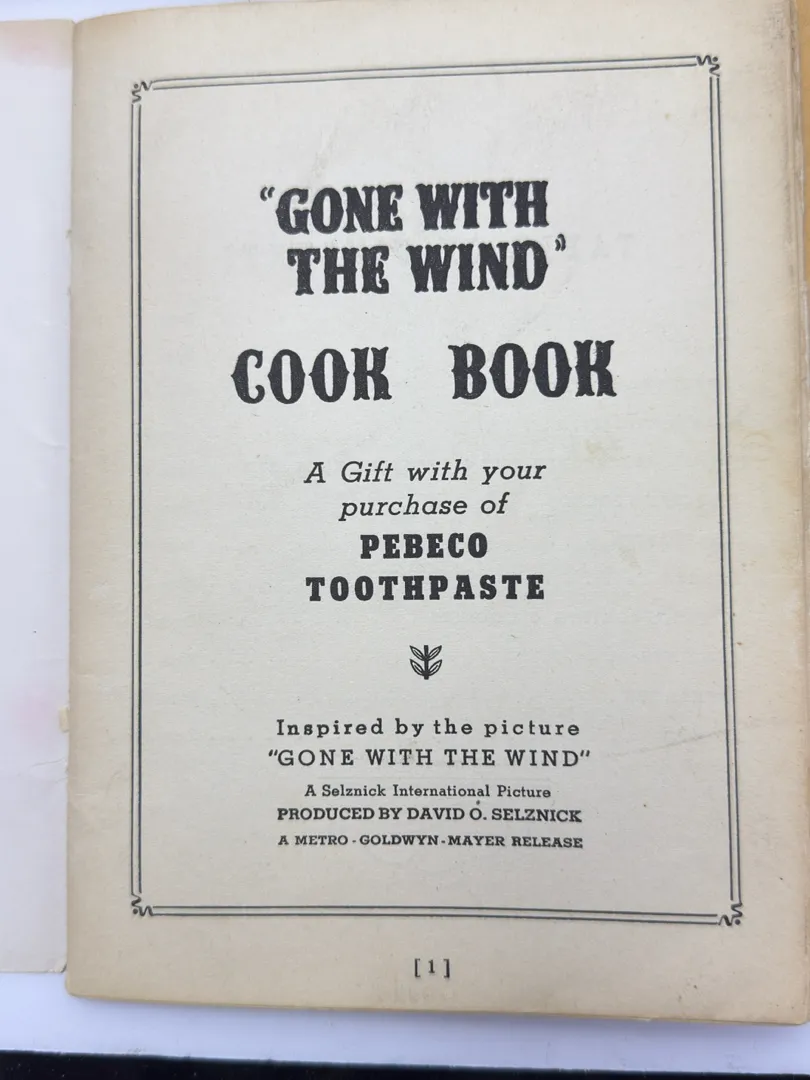 "GONE WITH
THE WIND"
COOK BOOK
A Gift with your
purchase of
PEBECO
TOOTHPASTE
Inspired by the picture
"GONE WITH THE WIND"
A Selznick International Picture
PRODUCED BY DAVID O. SELZNICK
A METRO-GOLDWYN-MAYER RELEASE
[1]